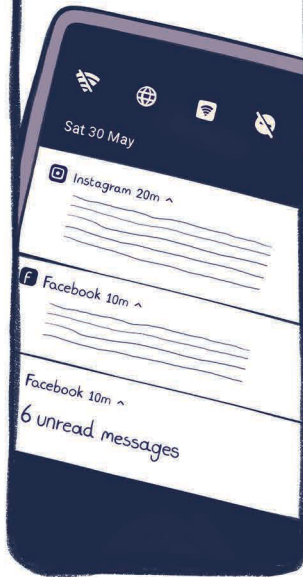 Sat 30 May
Instagram 20m ^
Facebook 10m ^
Facebook 10m ^
6 unread messages